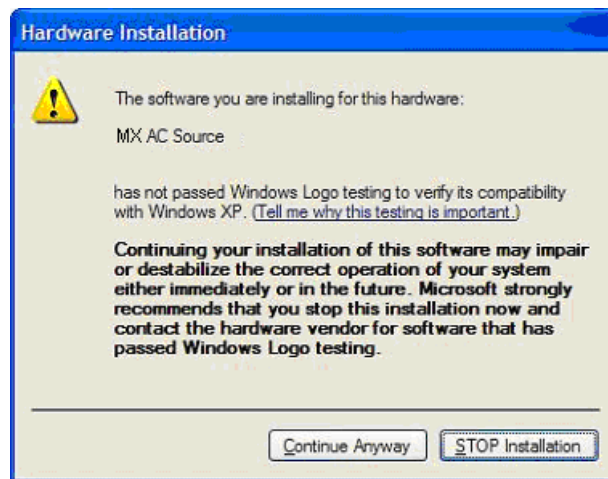 Hardware Installation
The software you are installing for this hardware:
MX AC Source
has not passed Windows Logo testing to verify its compatibility
with Windows XP. (Tell me why this testing is important.)
Continuing your installation of this software may impair
or destabilize the correct operation of your system
either immediately or in the future. Microsoft strongly
recommends that you stop this installation now and
contact the hardware vendor for software that has
passed Windows Logo testing.
Continue Anyway
STOP Installation